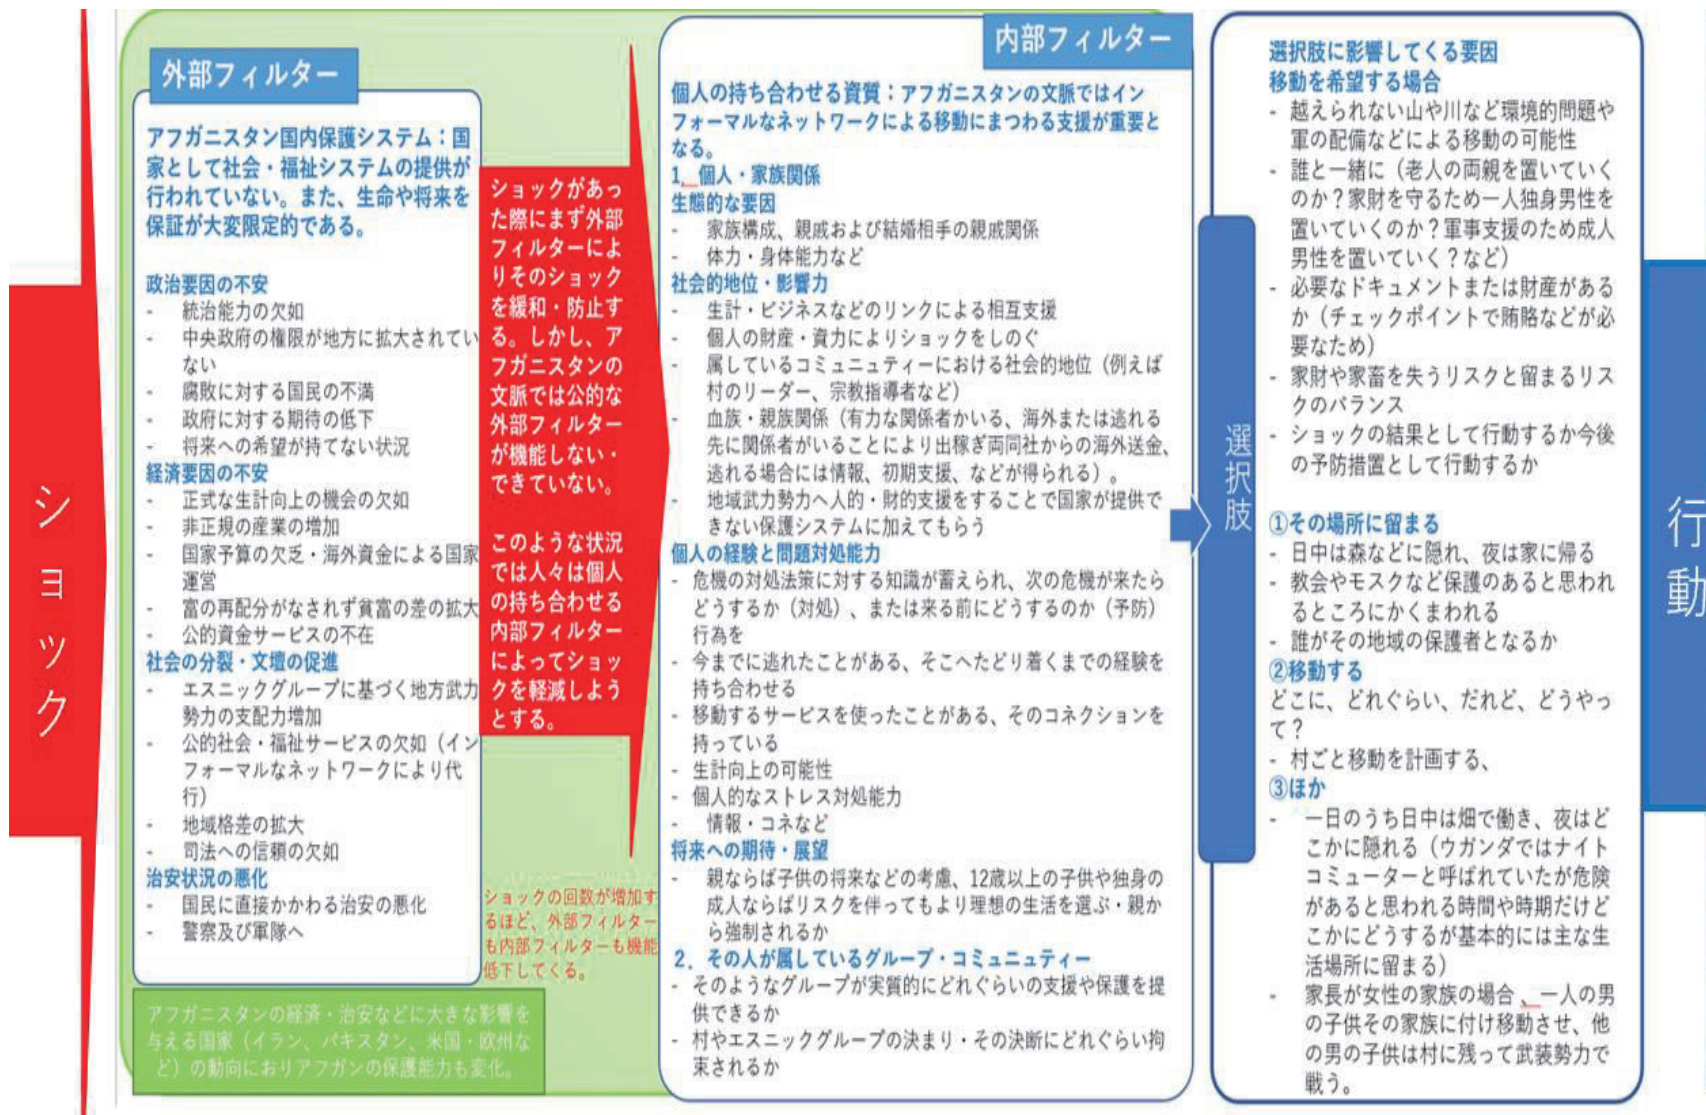 ショック
外部フィルター
アフガニスタン国内保護システム：国
家として社会・福祉システムの提供が
行われていない。また、生命や将来を
保証が大変限定的である。
政治要因の不安
- 統治能力の欠如
- 中央政府の権限が地方に拡大されてい
ない
- 腐敗に対する国民の不満
- 政府に対する期待の低下
- 将来への希望が持てない状況
経済要因の不安
- 正式な生計向上の機会の欠如
- 非正規の産業の増加
- 国家予算の欠乏・海外資金による国家
運営
- 富の再配分がなされず貧富の差の拡大
- 公的資金サービスの不在
社会の分裂・文壇の促進
- エスニックグループに基づく地方武力
勢力の支配力増加
- 公的社会・福祉サービスの欠如（イン
フォーマルなネットワークにより代
行）
- 地域格差の拡大
- 司法への信頼の欠如
治安状況の悪化
- 国民に直接かかわる治安の悪化
- 警察及び軍隊へ
アフガニスタンの経済・治安などに大きな影響を
与える国家（イラン、パキスタン、米国・欧州な
ど）の動向におりアフガンの保護能力も変化。
ショックがあっ
た際にまず外部
フィルターによ
りそのショック
を緩和・防止す
る。しかし、ア
フガニスタンの
文脈では公的な
外部フィルター
が機能しない・
できていない。
このような状況
では人々は個人
の持ち合わせる
内部フィルター
によってショッ
クを軽減しよう
とする。
ショックの回数が増加す
るほど、外部フィルター
も内部フィルターも機能
低下してくる。
内部フィルター
個人の持ち合わせる資質：アフガニスタンの文脈ではイン
フォーマルなネットワークによる移動にまつわる支援が重要と
なる。
1、個人・家族関係
生態的な要因
- 家族構成、親戚および結婚相手の親戚関係
- 体力・身体能力など
社会的地位・影響力
- 生計・ビジネスなどのリンクによる相互支援
- 個人の財産・資力によりショックをしのぐ
- 属しているコミュニュティーにおける社会的地位（例えば
村のリーダー、宗教指導者など）
- 血族・親族関係（有力な関係者かいる、海外または逃れる
先に関係者がいることにより出稼ぎ両同社からの海外送金、
逃れる場合には情報、初期支援、などが得られる）。
- 地域武力勢力へ人的・財的支援をすることで国家が提供で
きない保護システムに加えてもらう
個人の経験と問題対処能力
- 危機の対処法策に対する知識が蓄えられ、次の危機が来たら
どうするか（対処）、または来る前にどうするのか（予防）
行為を
- 今までに逃れたことがある、そこへたどり着くまでの経験を
持ち合わせる
- 移動するサービスを使ったことがある、そのコネクションを
持っている
- 生計向上の可能性
- 個人的なストレス対処能力
- 情報・コネなど
将来への期待・展望
- 親ならば子供の将来などの考慮、12歳以上の子供や独身の
成人ならばリスクを伴ってもより理想の生活を選ぶ・親か
ら強制されるか
2．その人が属しているグループ・コミュニュティー
- そのようなグループが実質的にどれぐらいの支援や保護を提
供できるか
- 村やエスニックグループの決まり・その決断にどれぐらい拘
束されるか
選択肢
選択肢に影響してくる要因
移動を希望する場合
- 越えられない山や川など環境的問題や
軍の配備などによる移動の可能性
- 誰と一緒に（老人の両親を置いていく
のか？家財を守るため一人独身男性を
置いていくのか？軍事支援のため成人
男性を置いていく？など）
- 必要なドキュメントまたは財産がある
か（チェックポイントで賄賂などが必
要なため）
- 家財や家畜を失うリスクと留まるリス
クのバランス
- ショックの結果として行動するか今後
の予防措置として行動するか
①その場所に留まる
- 日中は森などに隠れ、夜は家に帰る
- 教会やモスクなど保護のあると思われ
るところにかくまわれる
- 誰がその地域の保護者となるか
②移動する
どこに、どれぐらい、だれど、どうやっ
て？
- 村ごと移動を計画する、
③ほか
- 一日のうち日中は畑で働き、夜はど
こかに隠れる（ウガンダではナイト
コミューターと呼ばれていたが危険
があると思われる時間や時期だけど
こかにどうするが基本的には主な生
活場所に留まる）
- 家長が女性の家族の場合、一人の男
の子供その家族に付け移動させ、他
の男の子供は村に残って武装勢力で
戦う。
行動